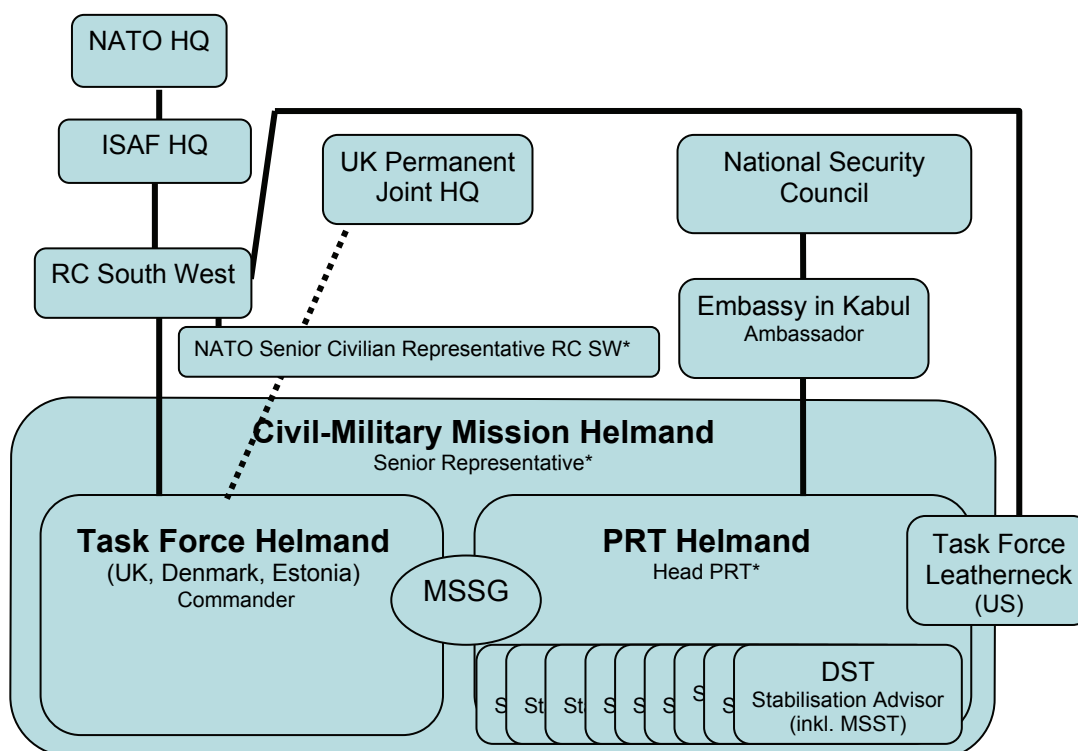 NATO HQ
ISAF HQ
UK Permanent
Joint HQ
National Security
Council
RC South West
Embassy in Kabul
Ambassador
NATO Senior Civilian Representative RC SW*
Civil-Military Mission Helmand
Senior Representative*
Task Force Helmand
(UK, Denmark, Estonia)
Commander
MSSG
PRT Helmand
Head PRT*
Task Force
Leatherneck
(US)
DST
Stabilisation Advisor
(inkl. MSST)